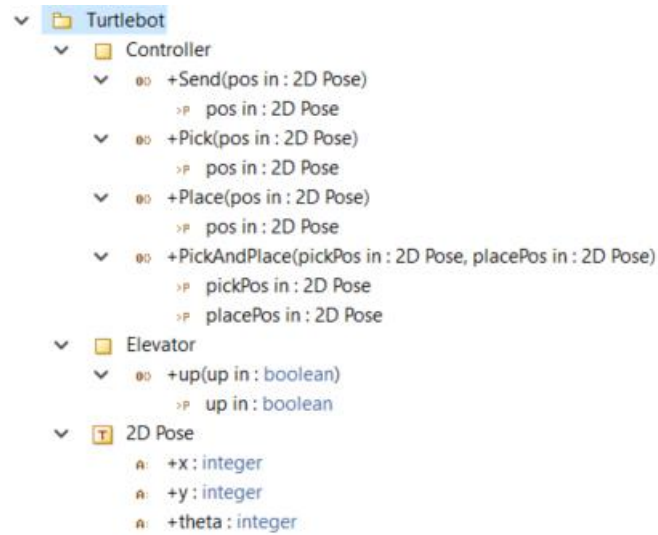 Turtlebot
Controller
+Send(pos in : 2D Pose)
pos in : 2D Pose
+Pick(pos in : 2D Pose)
pos in : 2D Pose
+Place(pos in : 2D Pose)
pos in : 2D Pose
+PickAndPlace(pickPos in : 2D Pose, placePos in : 2D Pose)
pickPos in : 2D Pose
placePos in : 2D Pose
Elevator
+up(up in : boolean)
up in : boolean
2D Pose
+x : integer
+y : integer
+theta : integer